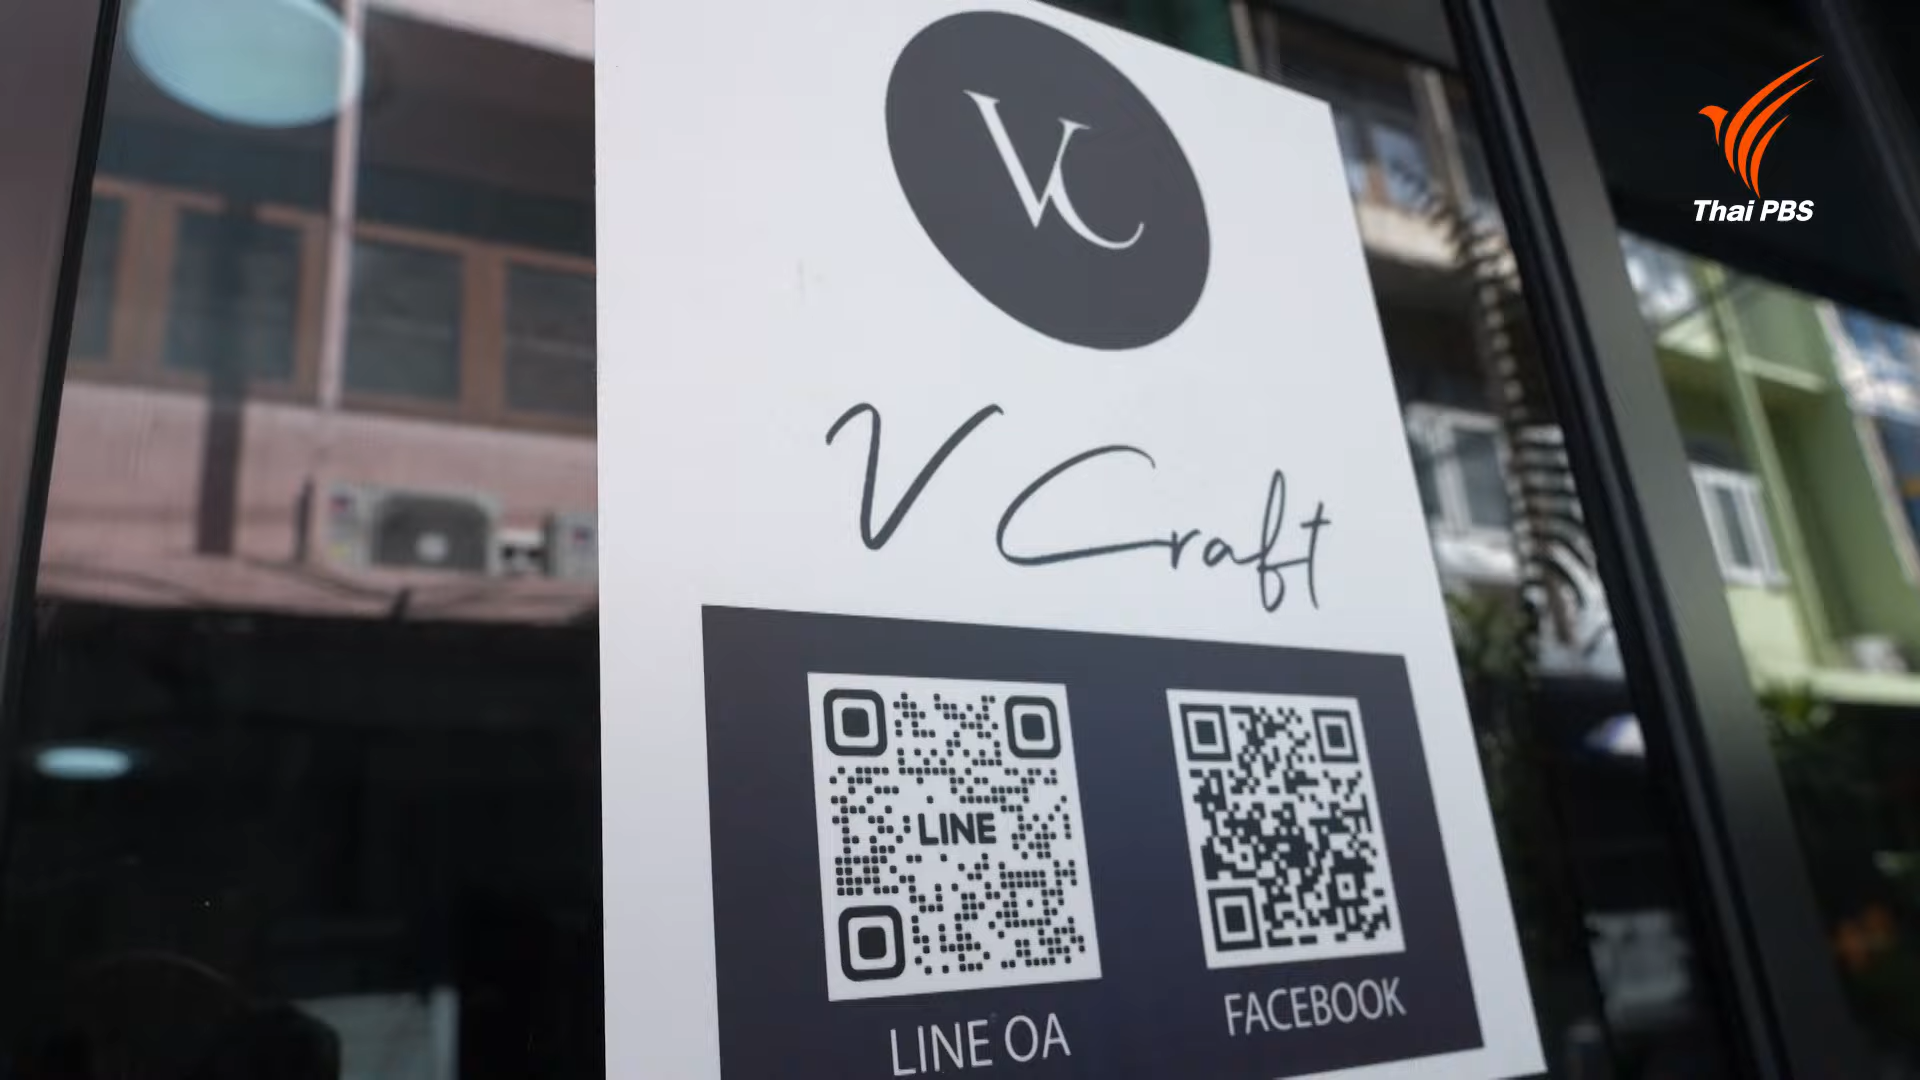 VC
Thai PBS
V Craft
LINE
LINE OA
FACEBOOK